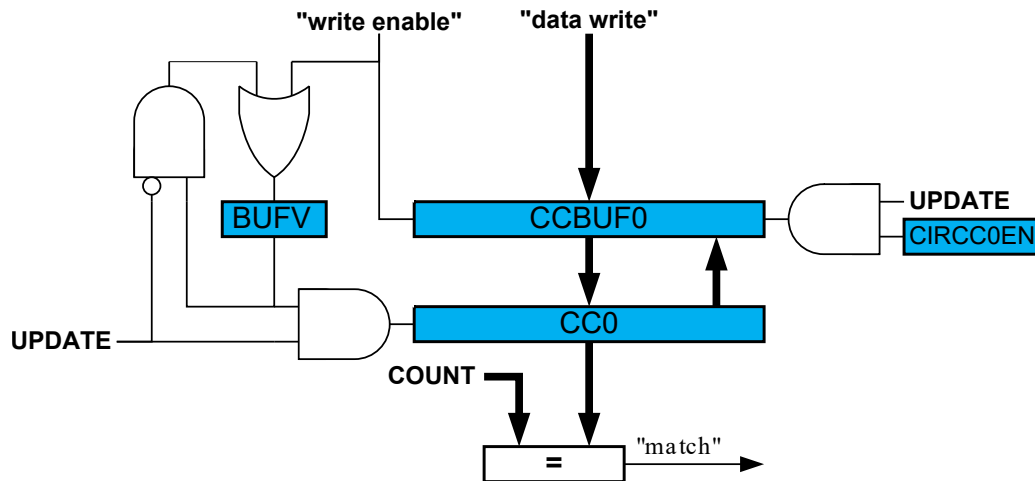 "write enable"
"data write"
BUFV
CCBUF0
UPDATE
CIRCC0EN
UPDATE
CC0
COUNT
=
"match"